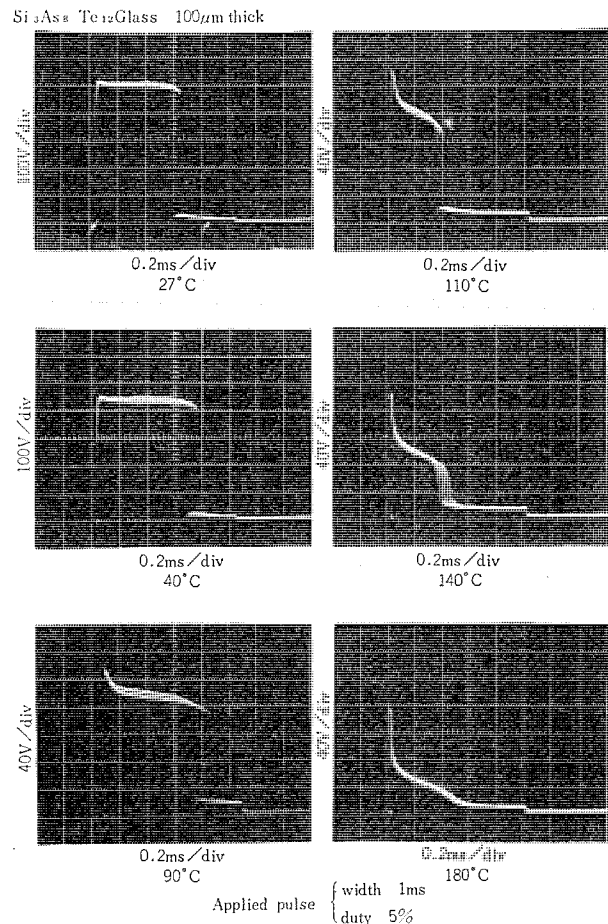 Si₃As₈ Te₁₂Glass 100μm thick
100V/div
0.2ms/div
27°C
40V/div
0.2ms/div
110°C
100V/div
0.2ms/div
40°C
40V/div
0.2ms/div
140°C
40V/div
0.2ms/div
90°C
40V/div
0.2ms/div
180°C
Applied pulse { width 1ms
duty 5%